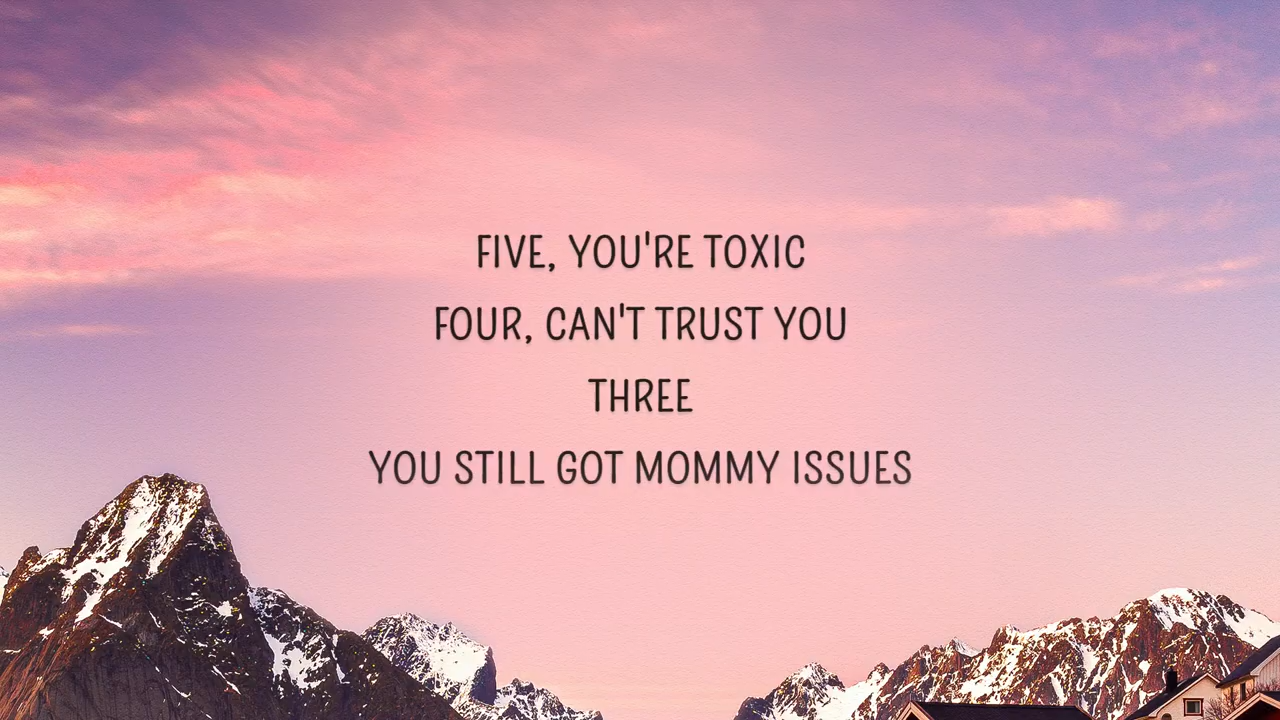 FIVE, YOU'RE TOXIC
FOUR, CAN'T TRUST YOU
THREE
YOU STILL GOT MOMMY ISSUES